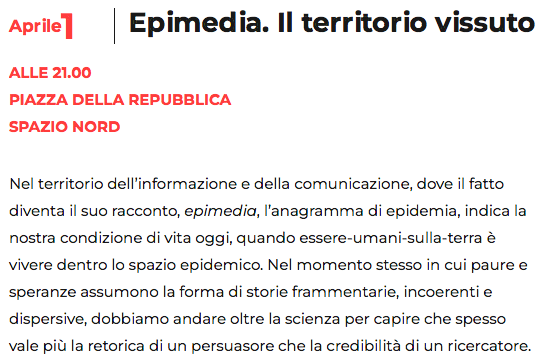 Aprile 1
Epimedia. Il territorio vissuto
ALLE 21.00
PIAZZA DELLA REPUBBLICA
SPAZIO NORD
Nel territorio dell'informazione e della comunicazione, dove il fatto
diventa il suo racconto, epimedia, l'anagramma di epidemia, indica la
nostra condizione di vita oggi, quando essere-umani-sulla-terra è
vivere dentro lo spazio epidemico. Nel momento stesso in cui paure e
speranze assumono la forma di storie frammentarie, incoerenti e
dispersive, dobbiamo andare oltre la scienza per capire che spesso
vale più la retorica di un persuasore che la credibilità di un ricercatore.